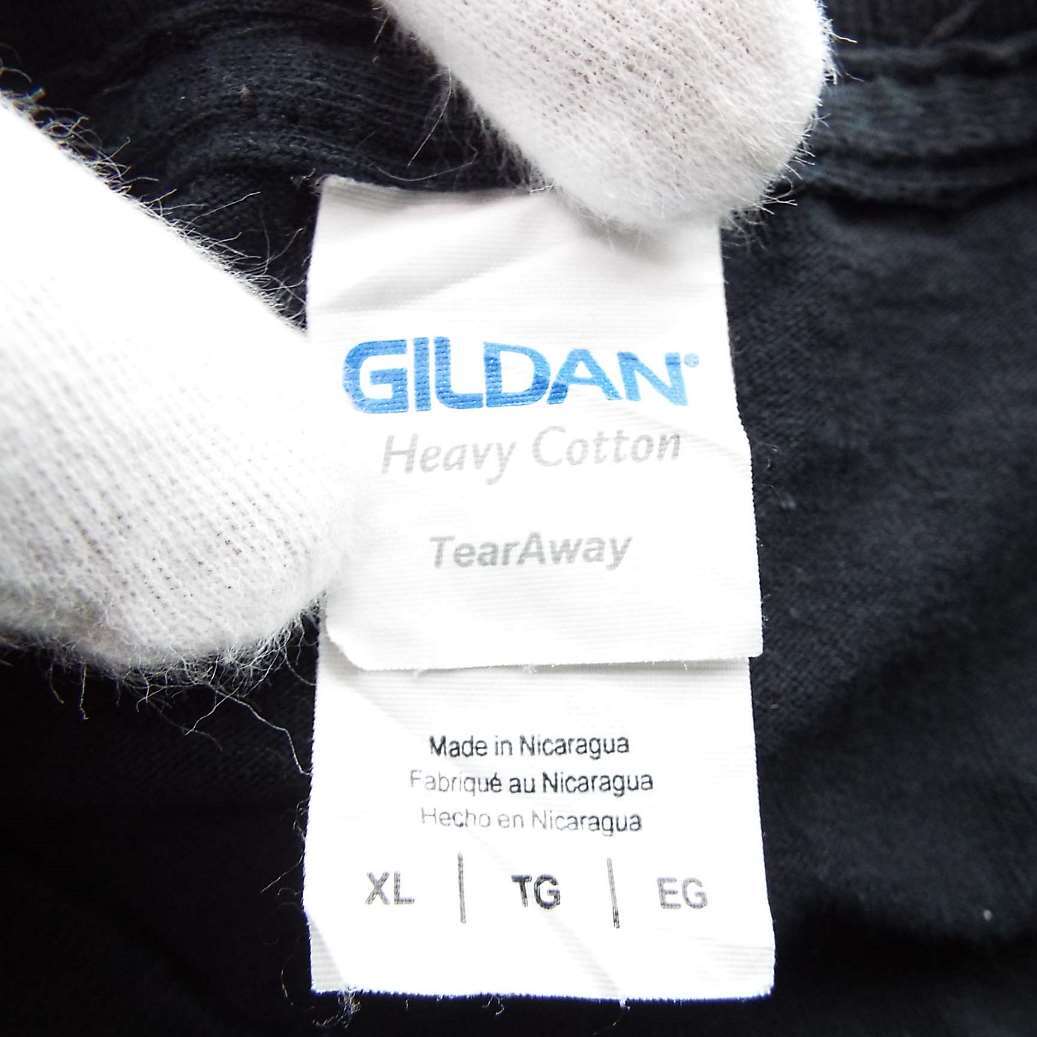 GILDAN®
Heavy Cotton
TearAway
Made in Nicaragua
Fabriqué au Nicaragua
Hecho en Nicaragua
XL | TG | EG